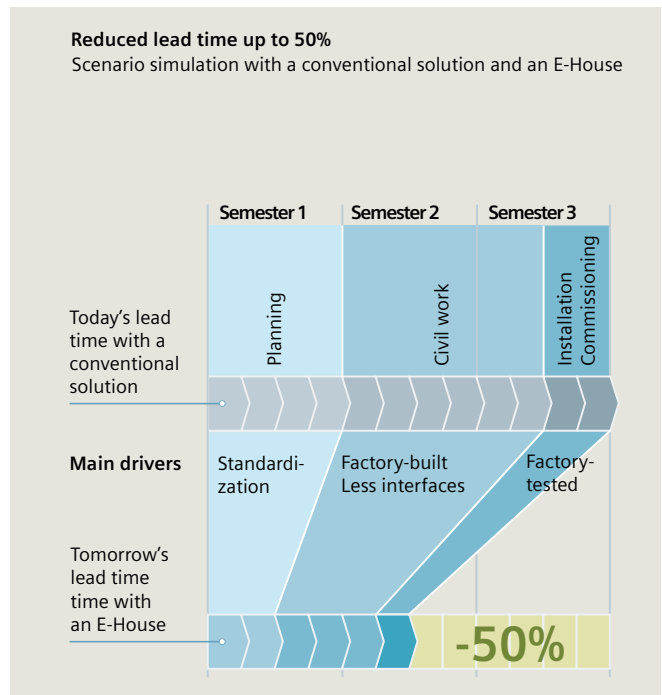 Reduced lead time up to 50%
Scenario simulation with a conventional solution and an E-House
Semester 1
Semester 2
Semester 3
Planning
Civil work
Installation
Commissioning
Today's lead
time with a
conventional
solution
Main drivers
Standardi-
zation
Factory-built
Less interfaces
Factory-
tested
Tomorrow's
lead time
time with
an E-House
-50%